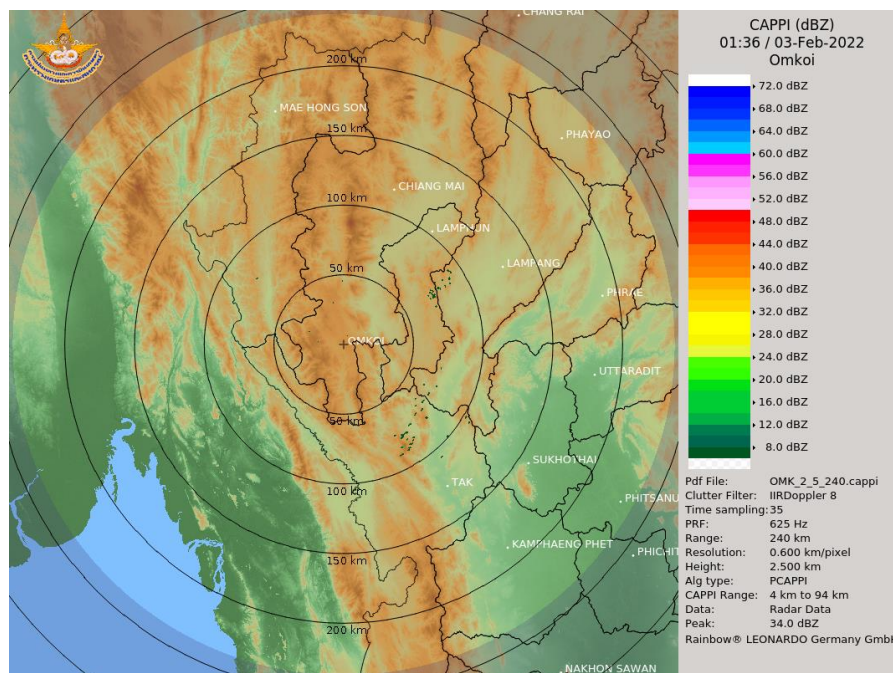 CHANG RAI
200 km
MAE HONG SON
150 km
PHAYAO
CHIANG MAI
100 km
LAMPHUN
LAMPANG
50 km
PHRAE
OMKOI
UTTARADIT
50 km
SUKHOTHAI
TAK
100 km
PHITSANU
KAMPHAENG PHET
PHICHIT
150 km
200 km
NAKHON SAWAN
CAPPI (dBZ)
01:36 / 03-Feb-2022
Omkoi
72.0 dBZ
68.0 dBZ
64.0 dBZ
60.0 dBZ
56.0 dBZ
52.0 dBZ
48.0 dBZ
44.0 dBZ
40.0 dBZ
36.0 dBZ
32.0 dBZ
28.0 dBZ
24.0 dBZ
20.0 dBZ
16.0 dBZ
12.0 dBZ
8.0 dBZ
Pdf File: OMK_2_5_240.cappi
Clutter Filter: IIRDoppler 8
Time sampling:35
PRF: 625 Hz
Range: 240 km
Resolution: 0.600 km/pixel
Height: 2.500 km
Alg type: PCAPPI
CAPPI Range: 4 km to 94 km
Data: Radar Data
Peak: 34.0 dBZ
Rainbow® LEONARDO Germany GmbH